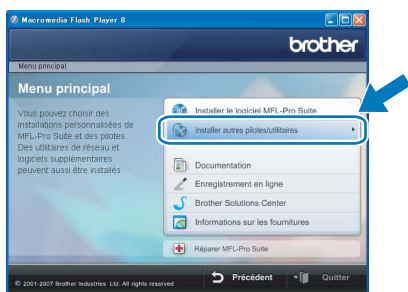 Macromedia Flash Player 8
brother
Menu principal
Menu principal
Vous pouvez choisir des
installations personnalisées de
MFL-Pro Suite et des pilotes.
Des utilitaires de réseau et
logiciels supplémentaires
peuvent aussi être installés.
Installer le logiciel MFL-Pro Suite
Installer autres pilotes/utilitaires
Documentation
Enregistrement en ligne
Brother Solutions Center
Informations sur les fournitures
Réparer MFL-Pro Suite
© 2001-2007 Brother Industries Ltd. All rights reserved
Précédent
Quitter